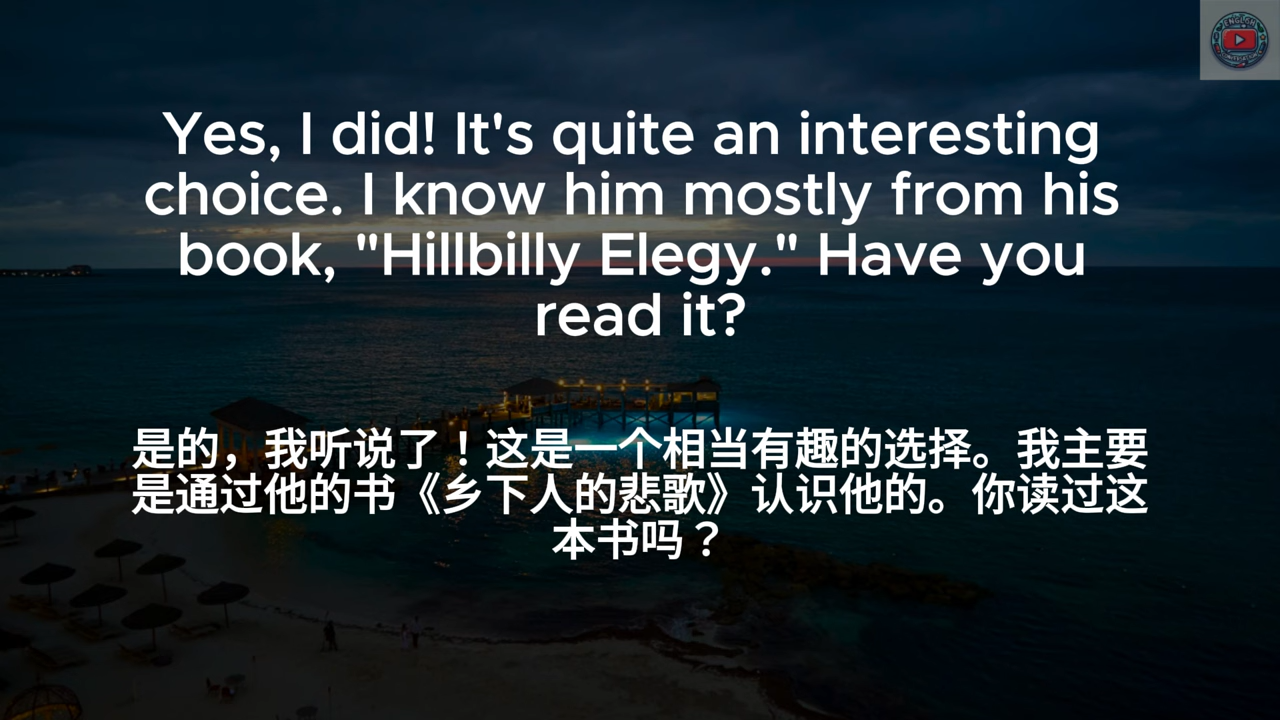 ENGLISH
Yes, I did! It's quite an interesting
choice. I know him mostly from his
book, "Hillbilly Elegy." Have you
read it?
是的，我听说了！这是一个相当有趣的选择。我主要
是通过他的书《乡下人的悲歌》认识他的。你读过这
本书吗？